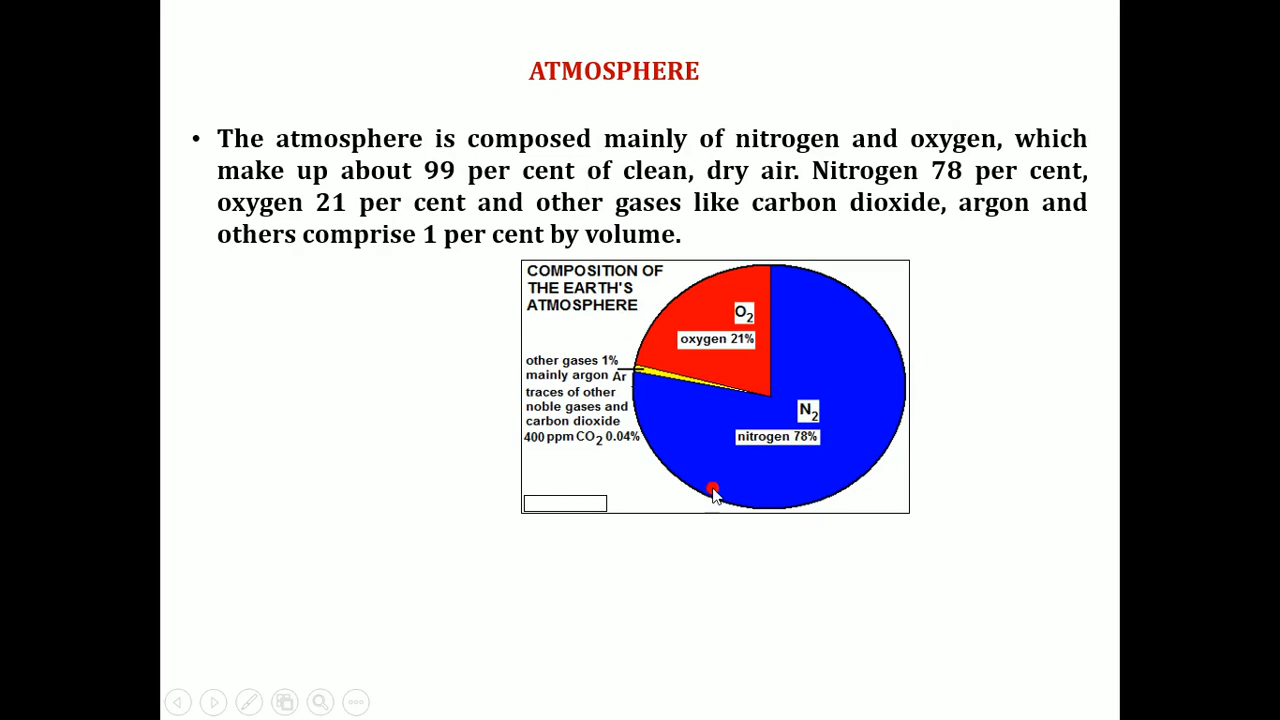 ATMOSPHERE
• The atmosphere is composed mainly of nitrogen and oxygen, which
make up about 99 per cent of clean, dry air. Nitrogen 78 per cent,
oxygen 21 per cent and other gases like carbon dioxide, argon and
others comprise 1 per cent by volume.
COMPOSITION OF
THE EARTH'S
ATMOSPHERE
O2
oxygen 21%
other gases 1%
mainly argon Ar
traces of other
noble gases and
carbon dioxide
400 ppm CO2 0.04%
N2
nitrogen 78%